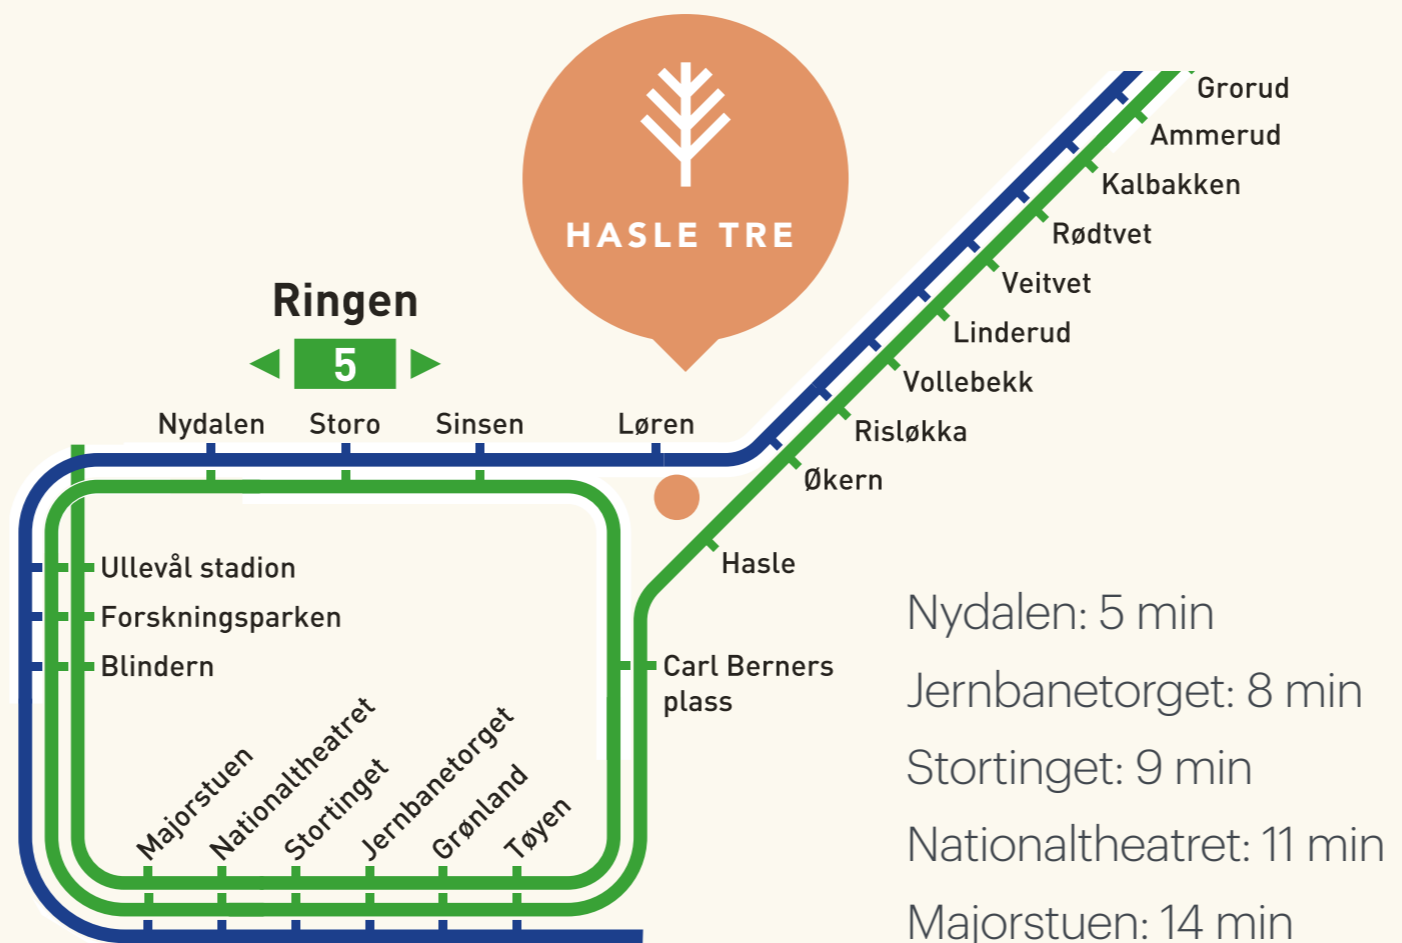 HASLE TRE
Ringen
5
Nydalen
Storo
Sinsen
Løren
Grorud
Ammerud
Kalbakken
Rødtvet
Veitvet
Linderud
Vollebekk
Risløkka
Økern
Hasle
Carl Berners
plass
Ullevål stadion
Forskningsparken
Blindern
Majorstuen
Nationaltheatret
Stortinget
Jernbanetorget
Grønland
Tøyen
Nydalen: 5 min
Jernbanetorget: 8 min
Stortinget: 9 min
Nationaltheatret: 11 min
Majorstuen: 14 min